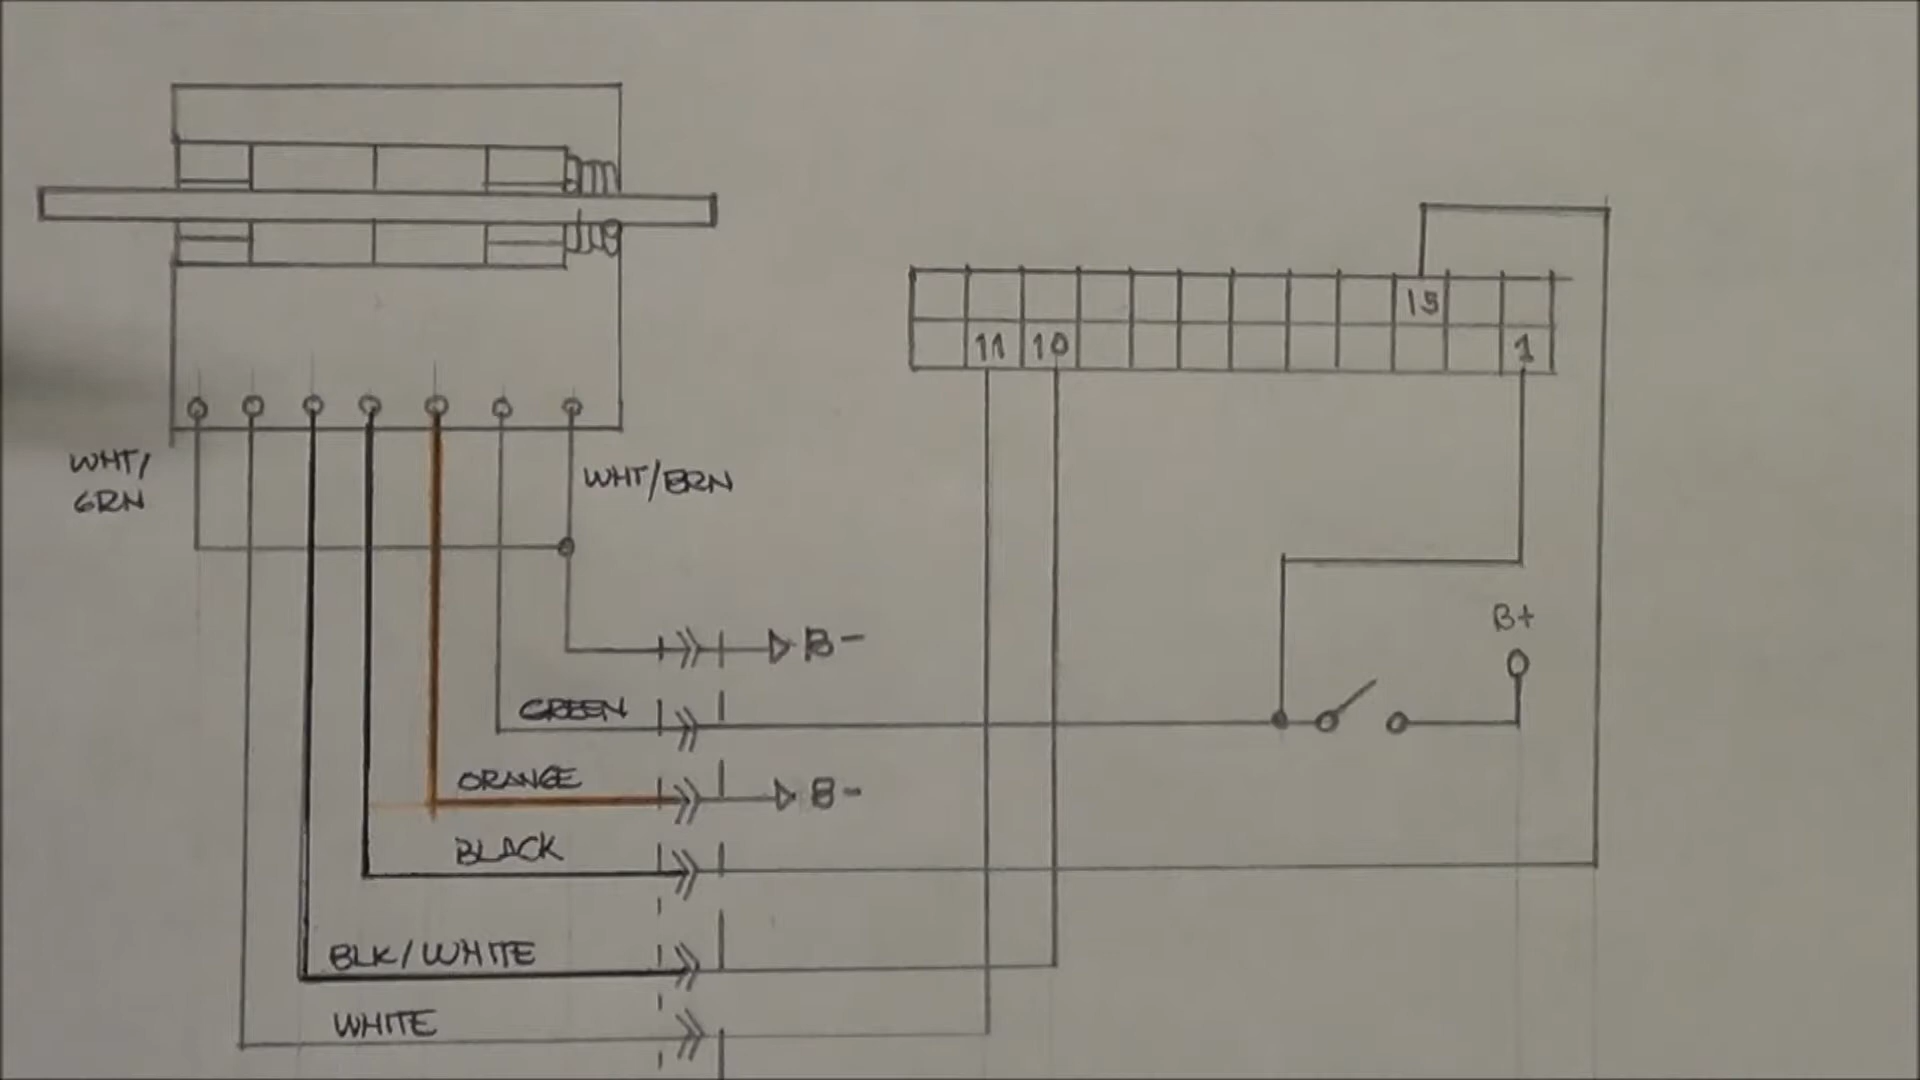 15
11 10 1
WHT/
GRN
WHT/BRN
B+
B-
GREEN
ORANGE
B-
BLACK
BLK/WHITE
WHITE